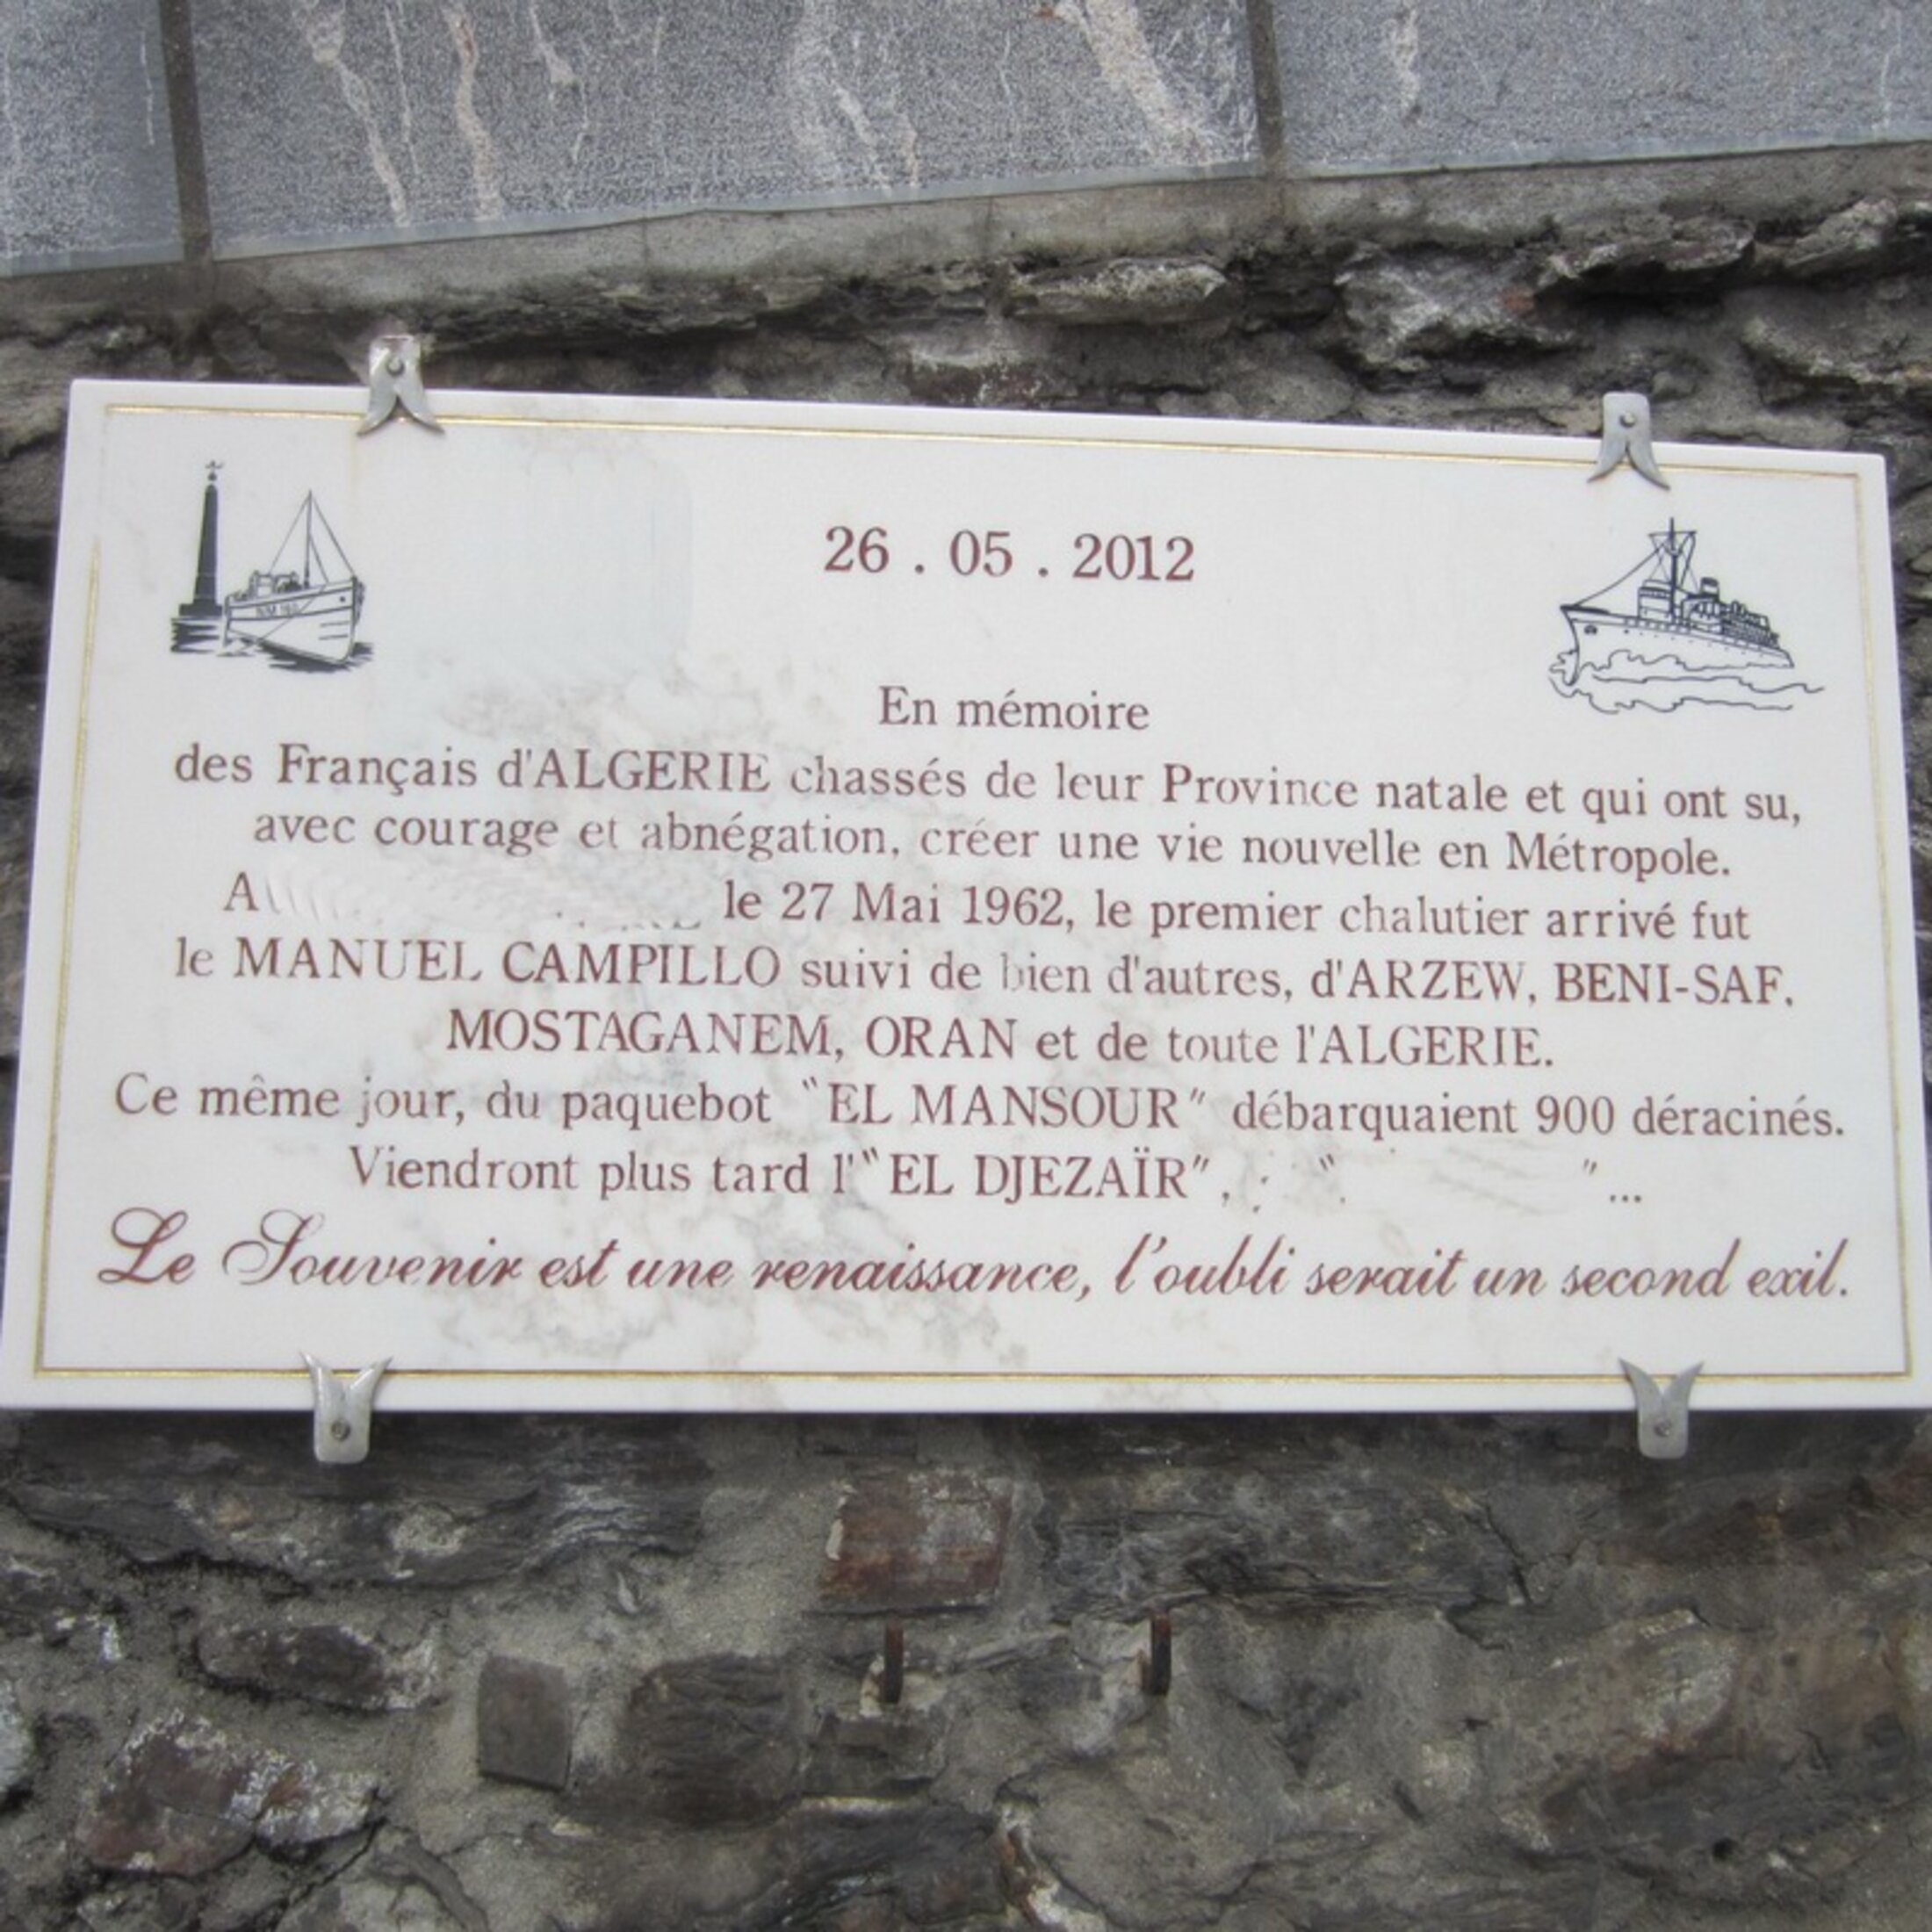 26 . 05 . 2012
En mémoire
des Français d'ALGERIE chassés de leur Province natale et qui ont su,
avec courage et abnégation, créer une vie nouvelle en Métropole.
le 27 Mai 1962, le premier chalutier arrivé fut
le MANUEL CAMPILLO suivi de bien d'autres, d'ARZEW, BENI-SAF,
MOSTAGANEM, ORAN et de toute l'ALGERIE.
Ce même jour, du paquebot "EL MANSOUR" débarquaient 900 déracinés.
Viendront plus tard l'"EL DJEZAÏR", " "...
Le Souvenir est une renaissance, l'oubli serait un second exil.